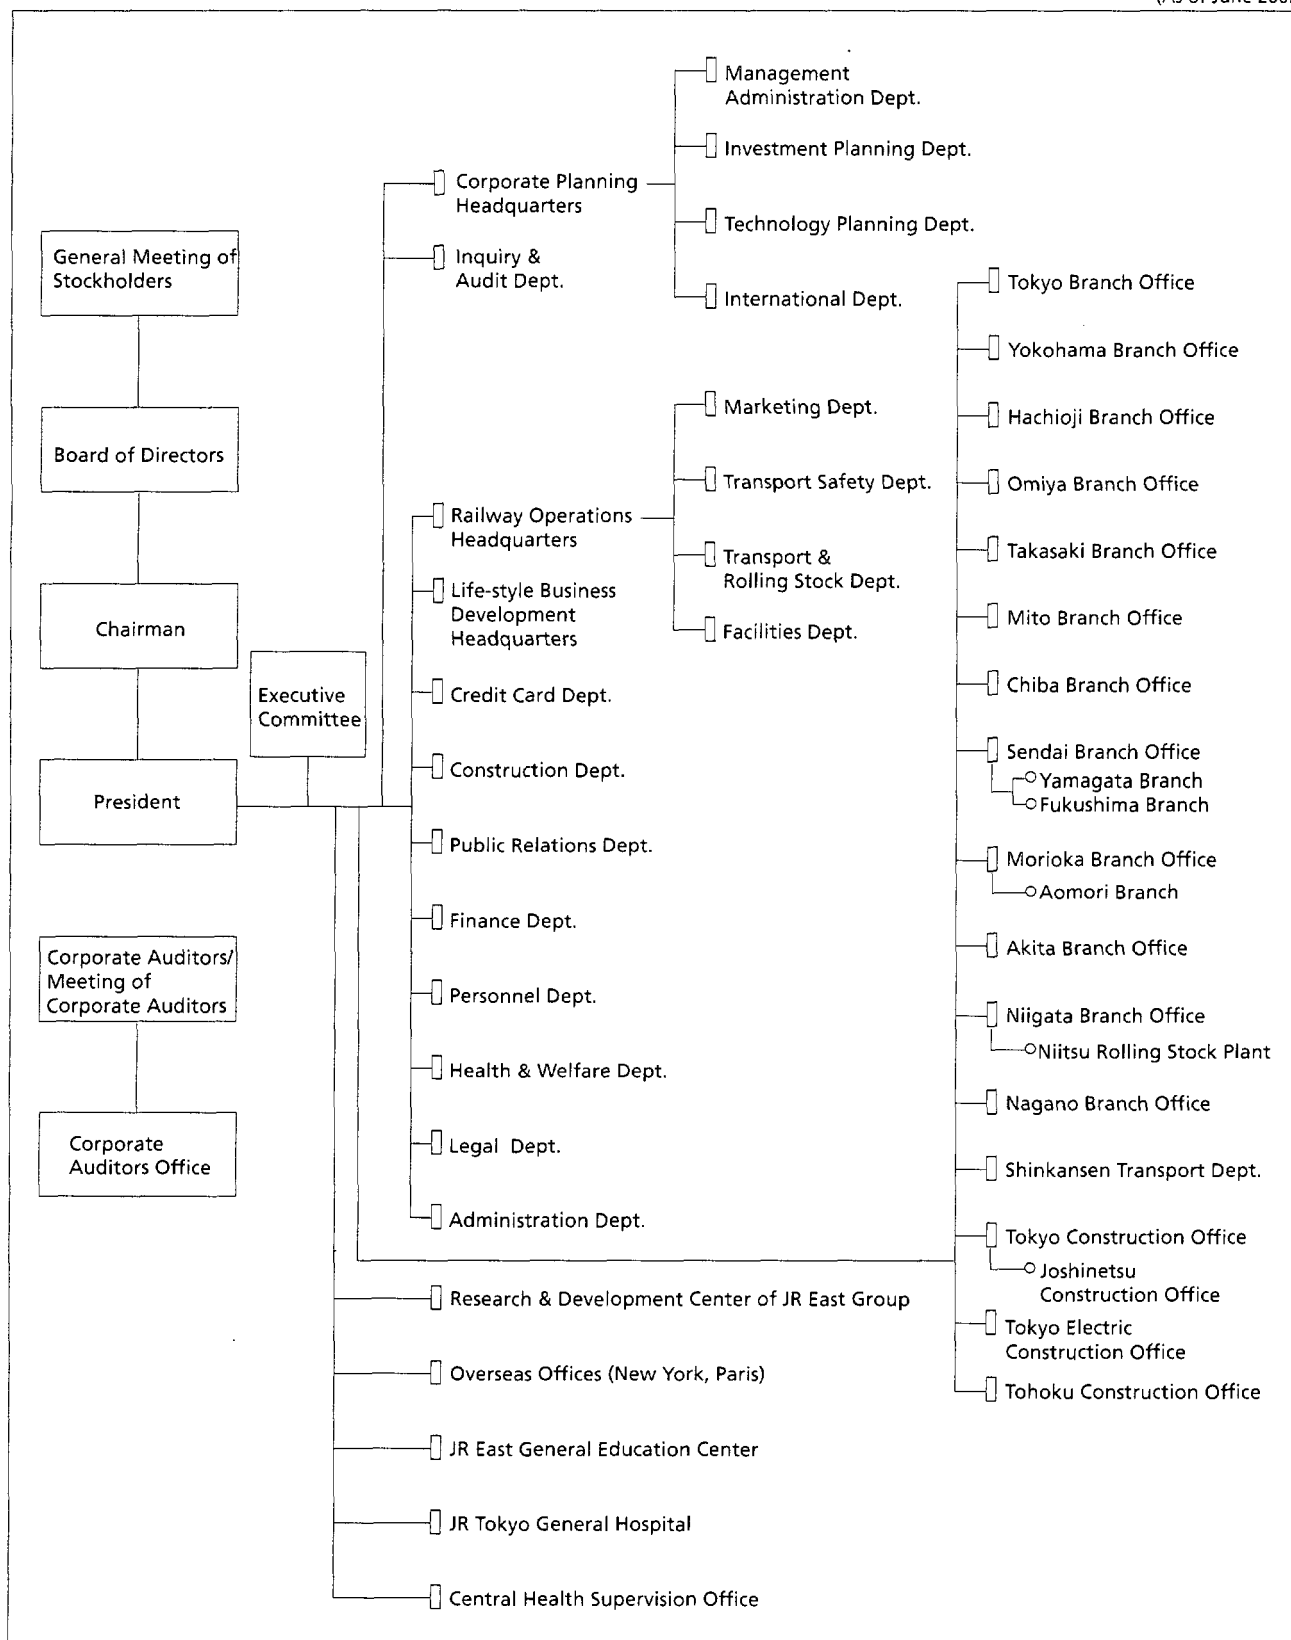 (As of June
General Meeting of
Stockholders
Board of Directors
Chairman
President
Executive
Committee
Corporate Auditors/
Meeting of
Corporate Auditors
Corporate
Auditors Office
Corporate Planning
Headquarters
Inquiry &
Audit Dept.
Management
Administration Dept.
Investment Planning Dept.
Technology Planning Dept.
International Dept.
Railway Operations
Headquarters
Life-style Business
Development
Headquarters
Credit Card Dept.
Construction Dept.
Public Relations Dept.
Finance Dept.
Personnel Dept.
Health & Welfare Dept.
Legal Dept.
Administration Dept.
Marketing Dept.
Transport Safety Dept.
Transport &
Rolling Stock Dept.
Facilities Dept.
Research & Development Center of JR East Group
Overseas Offices (New York, Paris)
JR East General Education Center
JR Tokyo General Hospital
Central Health Supervision Office
Tokyo Branch Office
Yokohama Branch Office
Hachioji Branch Office
Omiya Branch Office
Takasaki Branch Office
Mito Branch Office
Chiba Branch Office
Sendai Branch Office
Yamagata Branch
Fukushima Branch
Morioka Branch Office
Aomori Branch
Akita Branch Office
Niigata Branch Office
Niitsu Rolling Stock Plant
Nagano Branch Office
Shinkansen Transport Dept.
Tokyo Construction Office
Joshinetsu
Construction Office
Tokyo Electric
Construction Office
Tohoku Construction Office